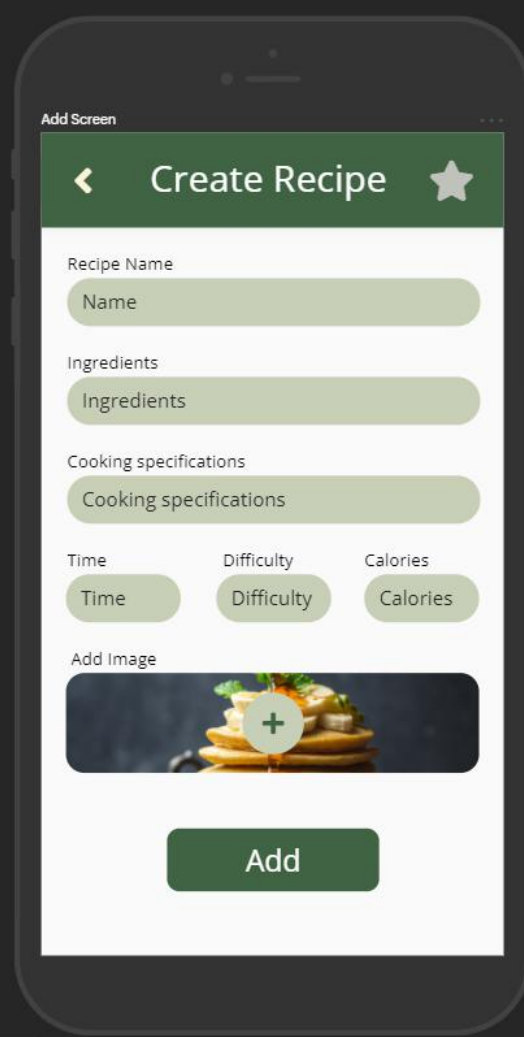 Add Screen
Create Recipe
Recipe Name
Name
Ingredients
Ingredients
Cooking specifications
Cooking specifications
Time Difficulty Calories
Time Difficulty Calories
Add Image
+
Add